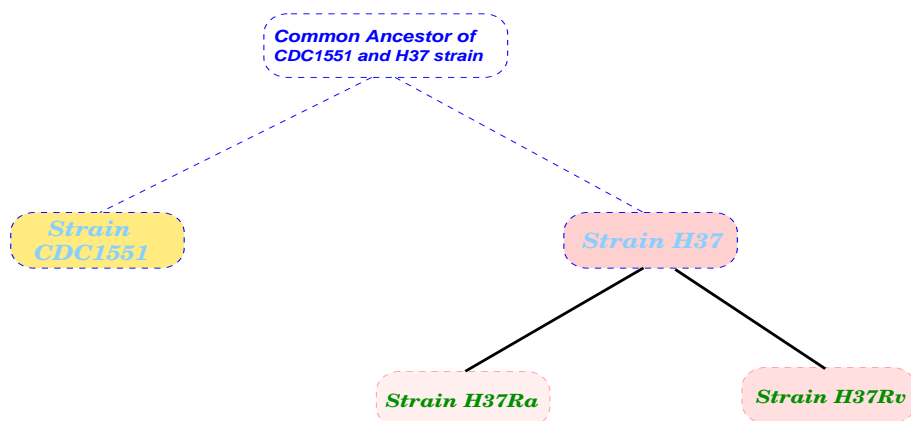 Common Ancestor of
CDC1551 and H37 strain
Strain
CDC1551
Strain H37
Strain H37Ra
Strain H37Rv